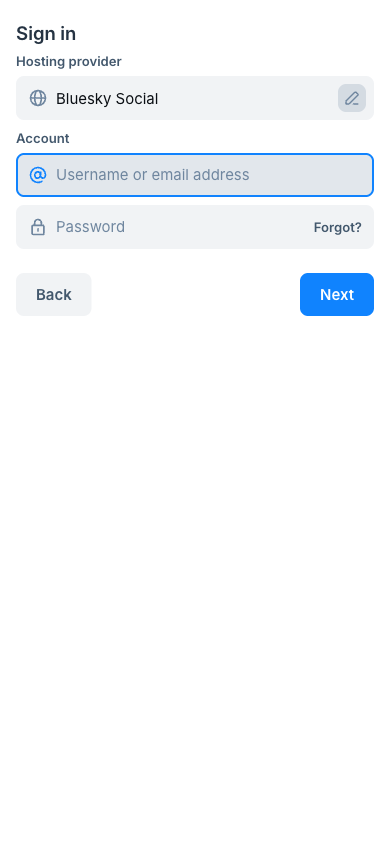 Sign in
Hosting provider
Bluesky Social
Account
Username or email address
Password
Forgot?
Back
Next